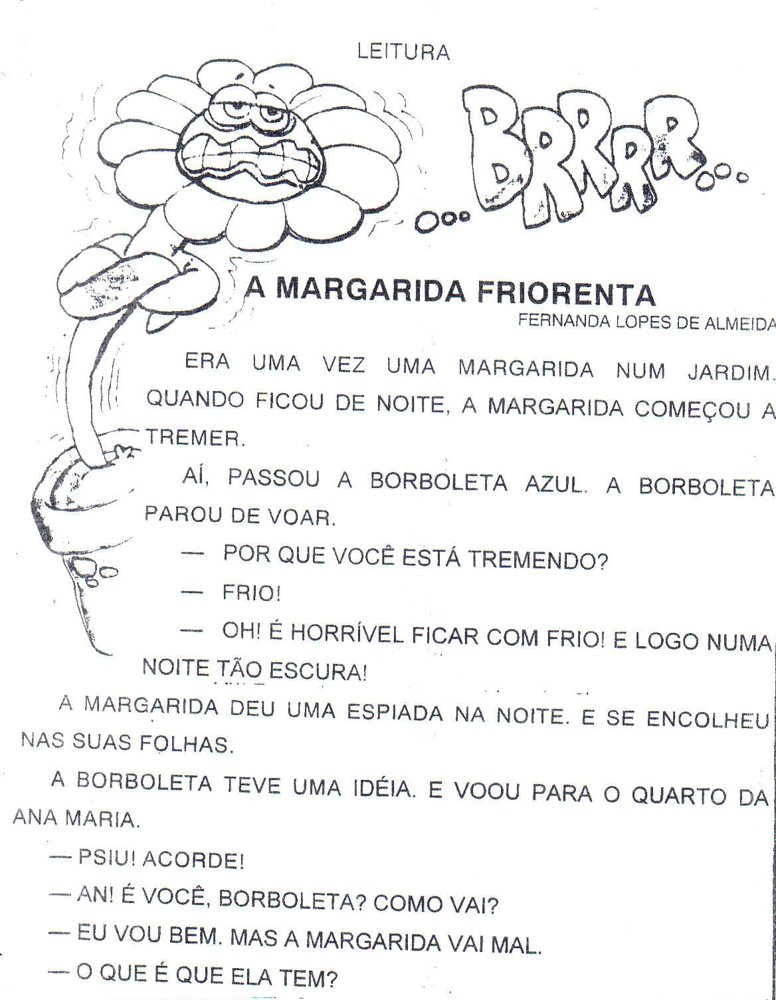 LEITURA
...BRRRR...
A MARGARIDA FRIORENTA
FERNANDA LOPES DE ALMEIDA
ERA UMA VEZ UMA MARGARIDA NUM JARDIM.
QUANDO FICOU DE NOITE, A MARGARIDA COMEÇOU A
TREMER.
AÍ, PASSOU A BORBOLETA AZUL. A BORBOLETA
PAROU DE VOAR.
— POR QUE VOCÊ ESTÁ TREMENDO?
— FRIO!
— OH! É HORRÍVEL FICAR COM FRIO! E LOGO NUMA
NOITE TÃO ESCURA!
A MARGARIDA DEU UMA ESPIADA NA NOITE. E SE ENCOLHEU
NAS SUAS FOLHAS.
A BORBOLETA TEVE UMA IDÉIA. E VOOU PARA O QUARTO DA
ANA MARIA.
— PSIU! ACORDE!
— AN! É VOCÊ, BORBOLETA? COMO VAI?
— EU VOU BEM. MAS A MARGARIDA VAI MAL.
— O QUE É QUE ELA TEM?